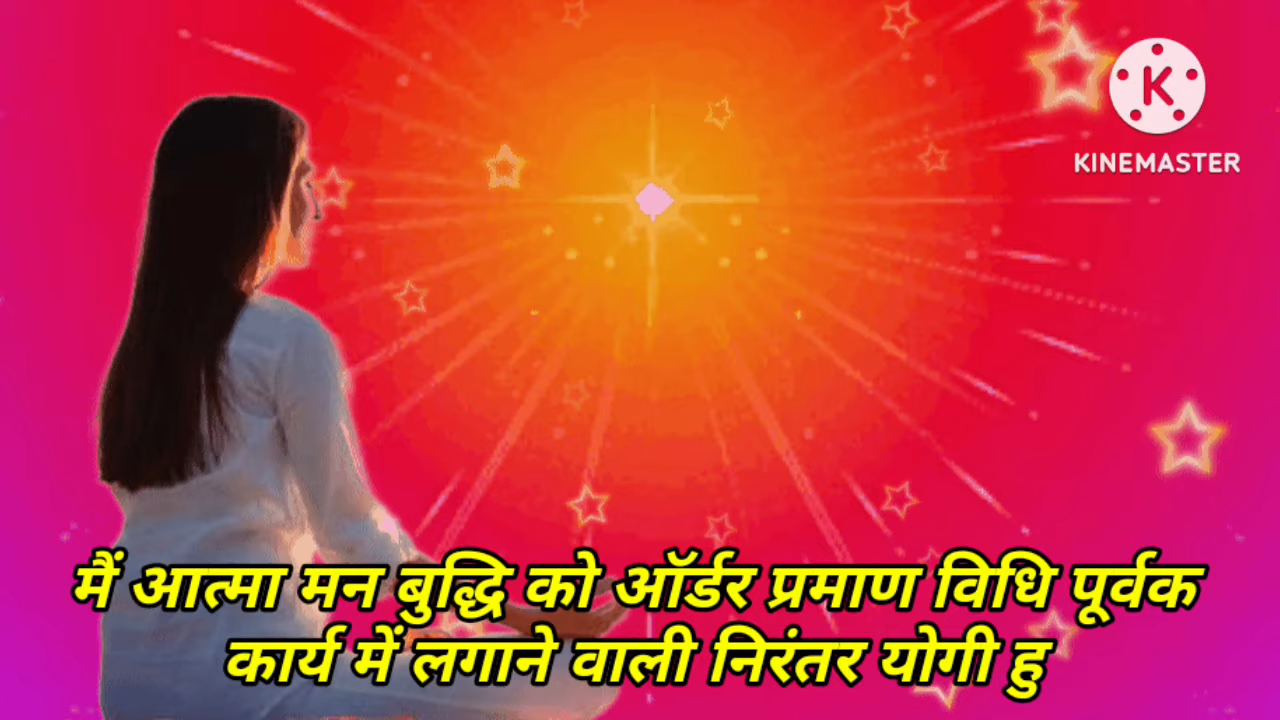 K
KINEMASTER
मैं आत्मा मन बुद्धि को ऑर्डर प्रमाण विधि पूर्वक
कार्य में लगाने वाली निरंतर योगी हु